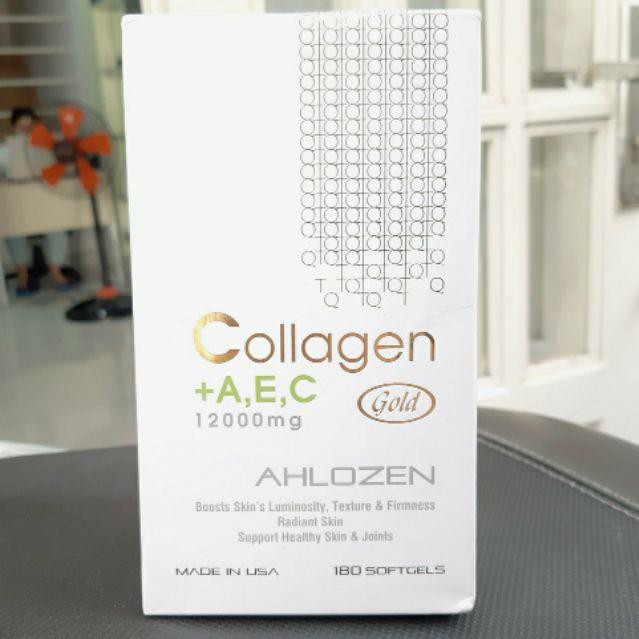 Collagen
+A,E,C
12000mg
Gold
AHLOZEN
Boosts Skin's Luminosity, Texture & Firmness
Radiant Skin
Support Healthy Skin & Joints
MADE IN USA
180 SOFTGELS